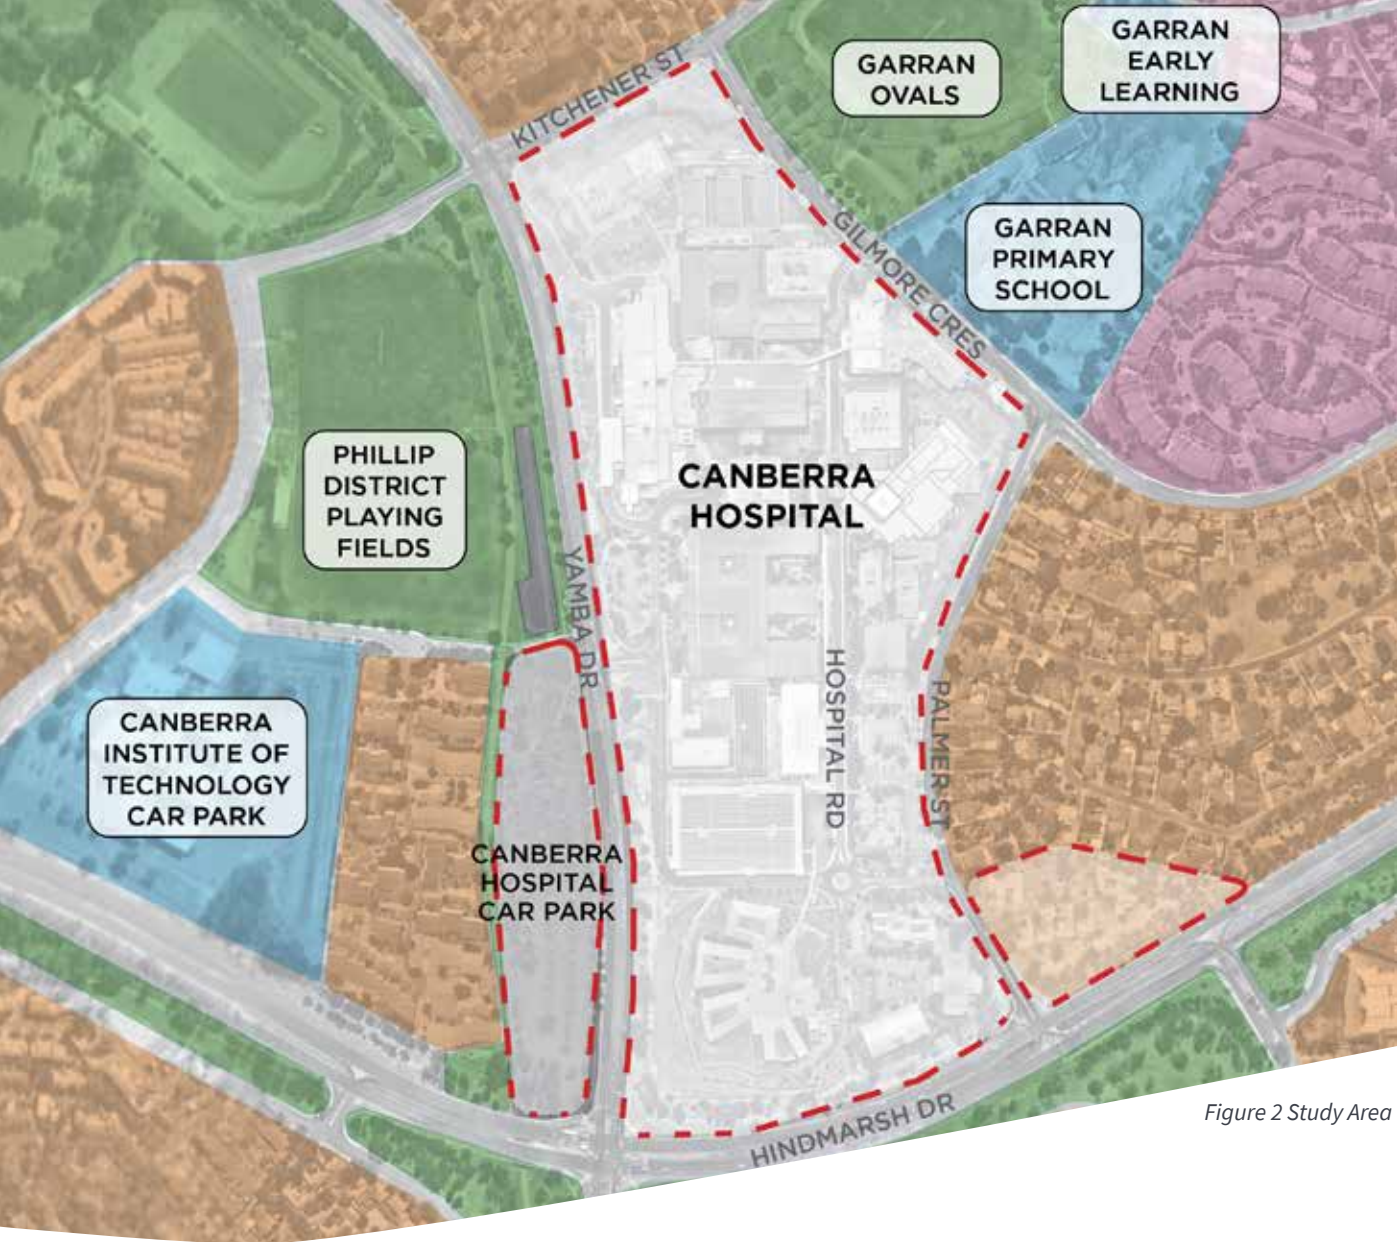 KITCHENER ST
GARRAN
OVALS
GARRAN
EARLY
LEARNING
GARRAN
PRIMARY
SCHOOL
GILMORE CRES
PHILLIP
DISTRICT
PLAYING
FIELDS
CANBERRA
HOSPITAL
YAMBA DR
HOSPITAL RD
PALMER ST
CANBERRA
INSTITUTE OF
TECHNOLOGY
CAR PARK
CANBERRA
HOSPITAL
CAR PARK
HINDMARSH DR
Figure 2 Study Area